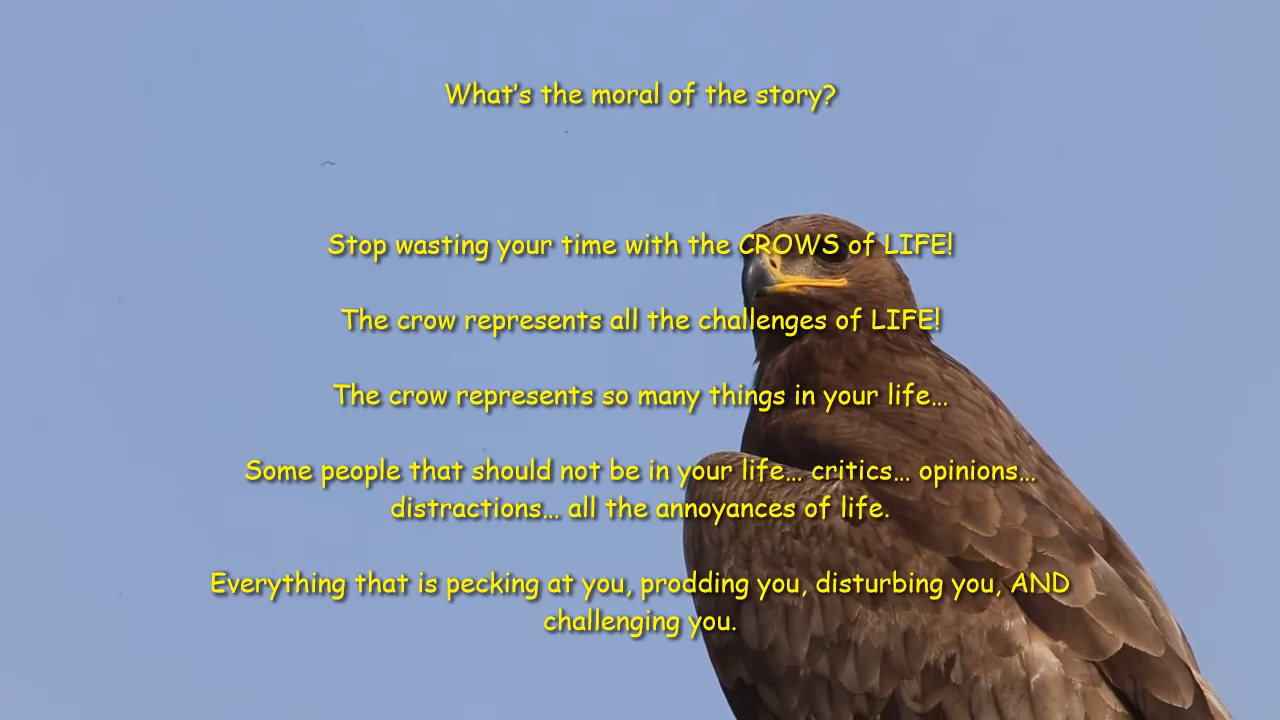 What's the moral of the story?
Stop wasting your time with the CROWS of LIFE!
The crow represents all the challenges of LIFE!
The crow represents so many things in your life...
Some people that should not be in your life... critics... opinions...
distractions... all the annoyances of life.
Everything that is pecking at you, prodding you, disturbing you, AND
challenging you.